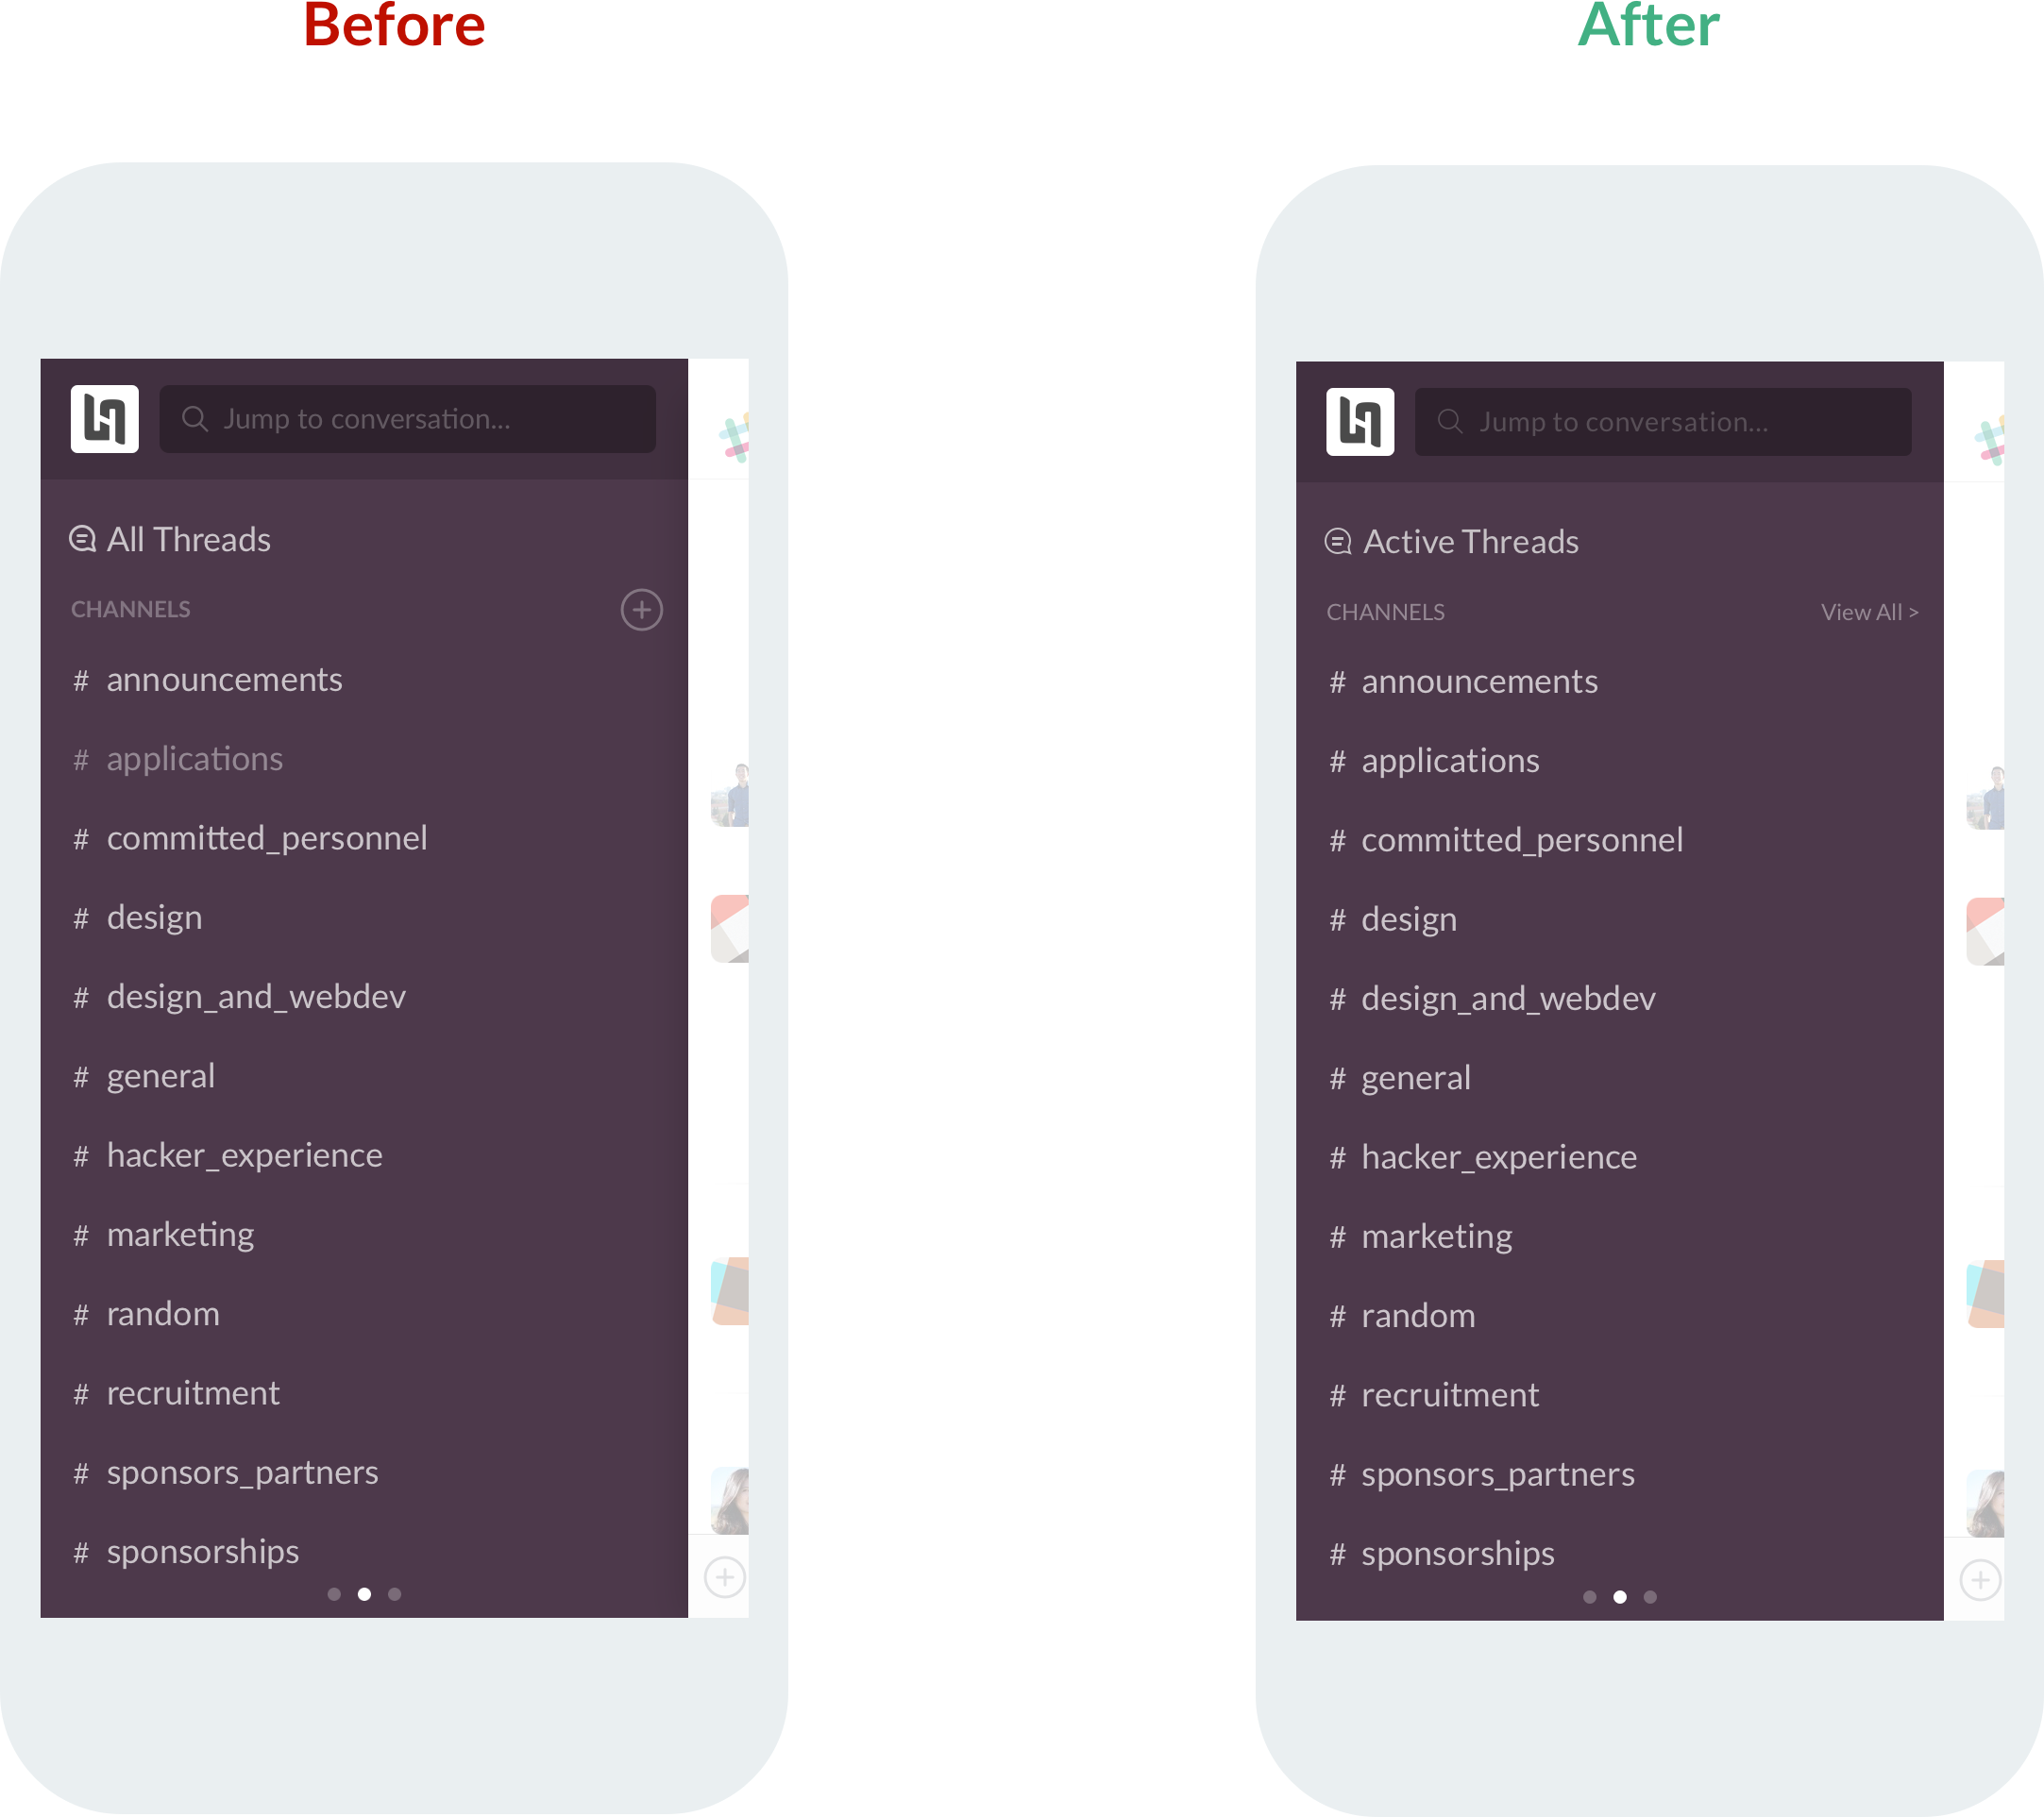 Before
After
Jump to conversation...
All Threads
CHANNELS
# announcements
# applications
# committed_personnel
# design
# design_and_webdev
# general
# hacker_experience
# marketing
# random
# recruitment
# sponsors_partners
# sponsorships
Jump to conversation...
Active Threads
CHANNELS View All >
# announcements
# applications
# committed_personnel
# design
# design_and_webdev
# general
# hacker_experience
# marketing
# random
# recruitment
# sponsors_partners
# sponsorships